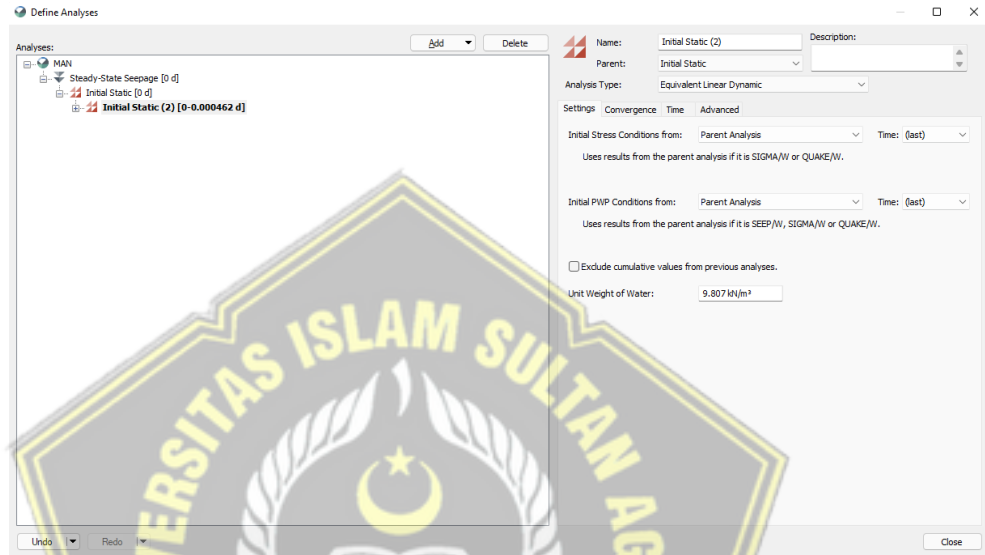 Define Analyses
Analyses:
Add
Delete
MAN
Steady-State Seepage [0 d]
Initial Static [0 d]
Initial Static (2) [0-0.000462 d]
Name: Initial Static (2)
Description:
Parent: Initial Static
Analysis Type: Equivalent Linear Dynamic
Settings Convergence Time Advanced
Initial Stress Conditions from: Parent Analysis Time: (last)
Uses results from the parent analysis if it is SIGMA/W or QUAKE/W.
Initial PWP Conditions from: Parent Analysis Time: (last)
Uses results from the parent analysis if it is SEEP/W, SIGMA/W or QUAKE/W.
Exclude cumulative values from previous analyses.
Unit Weight of Water: 9.807 kN/m³
ERSITAS ISLAM SULTAN AG
Undo
Redo
Close